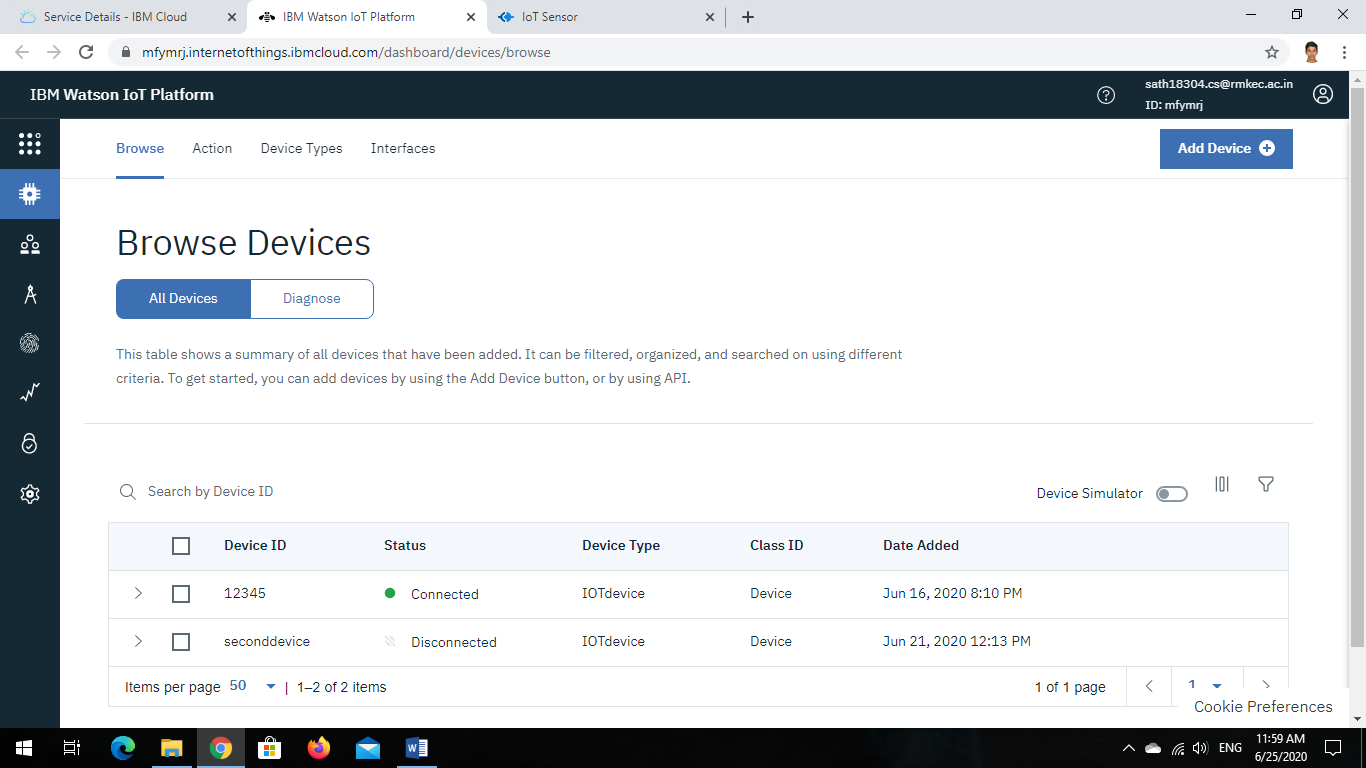 Service Details - IBM Cloud
IBM Watson IoT Platform
IoT Sensor
mfymrj.internetofthings.ibmcloud.com/dashboard/devices/browse
IBM Watson IoT Platform
sath18304.cs@rmkec.ac.in
ID: mfymrj
Browse Action Device Types Interfaces
Add Device
Browse Devices
All Devices Diagnose
This table shows a summary of all devices that have been added. It can be filtered, organized, and searched on using different
criteria. To get started, you can add devices by using the Add Device button, or by using API.
Search by Device ID
Device Simulator
Device ID Status Device Type Class ID Date Added
12345 Connected IOTdevice Device Jun 16, 2020 8:10 PM
seconddevice Disconnected IOTdevice Device Jun 21, 2020 12:13 PM
Items per page 50 | 1–2 of 2 items 1 of 1 page 1
Cookie Preferences
ENG
11:59 AM
6/25/2020